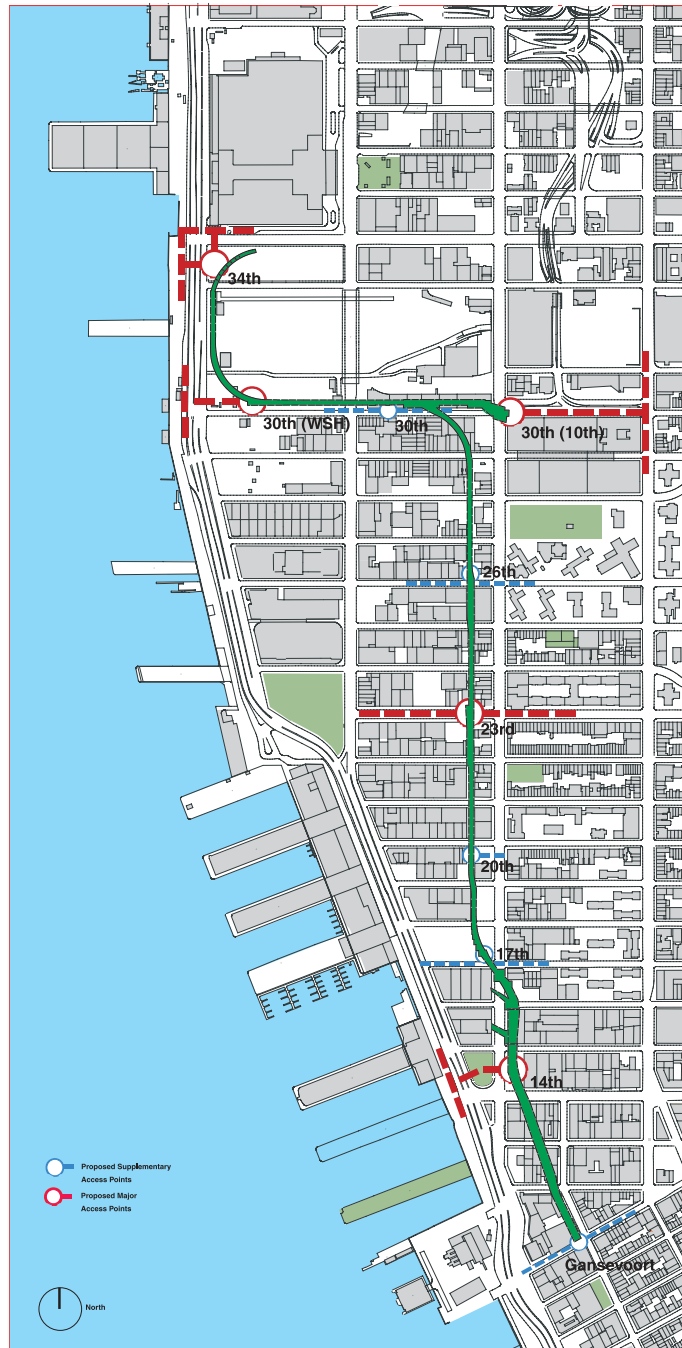 34th
30th (WSH)
30th
30th (10th)
26th
23rd
20th
17th
14th
Proposed Supplementary
Access Points
Proposed Major
Access Points
Gansevoort
North